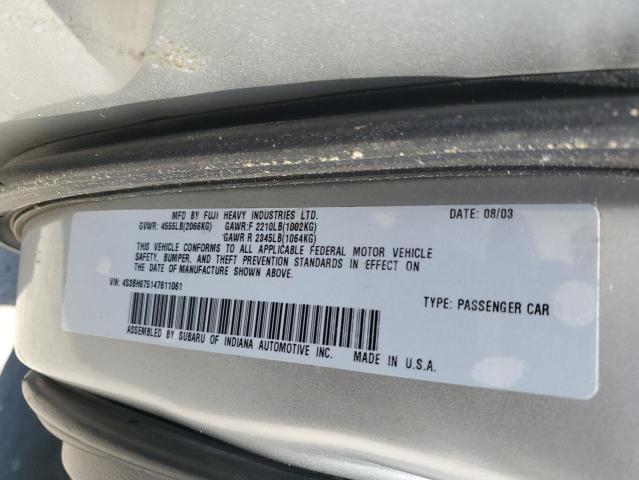 MFD BY FUJI HEAVY INDUSTRIES LTD. DATE: 08/03
GVWR: 4555LB(2066KG) GAWR:F 2210LB(1002KG)
GAWR R 2345LB(1064KG)
THIS VEHICLE CONFORMS TO ALL APPLICABLE FEDERAL MOTOR VEHICLE
SAFETY, BUMPER, AND THEFT PREVENTION STANDARDS IN EFFECT ON
THE DATE OF MANUFACTURE SHOWN ABOVE.
VIN: 4S3BH675147611061
TYPE: PASSENGER CAR
ASSEMBLED BY SUBARU OF INDIANA AUTOMOTIVE INC. MADE IN U.S.A.